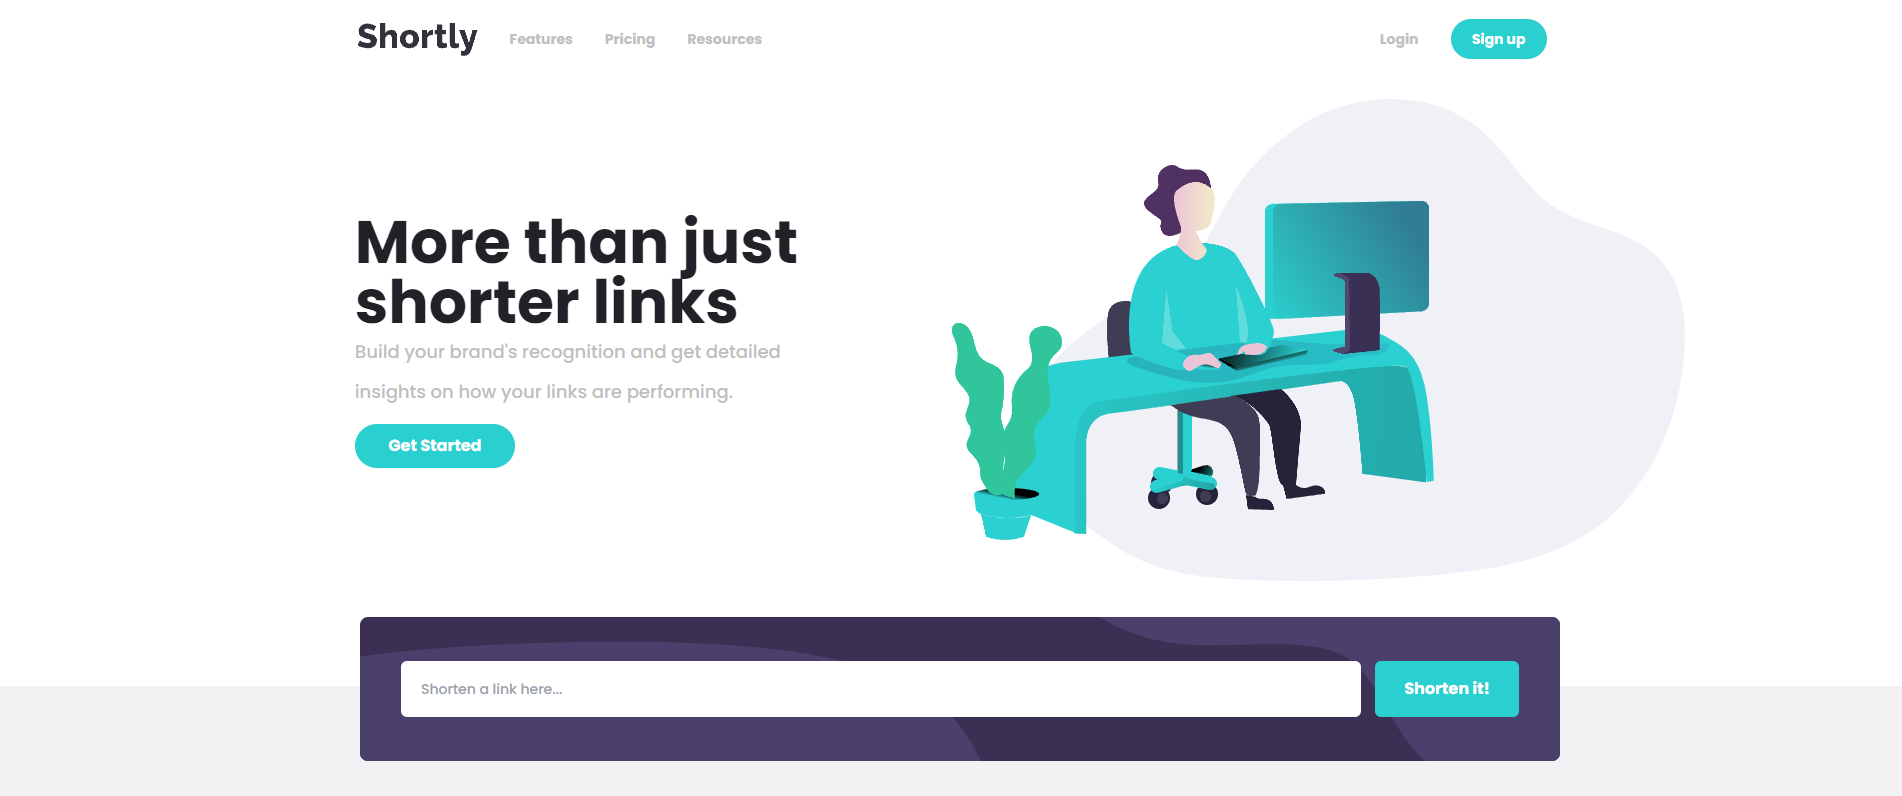 Shortly Features Pricing Resources Login Sign up
More than just
shorter links
Build your brand's recognition and get detailed
insights on how your links are performing.
Get Started
Shorten a link here... Shorten it!